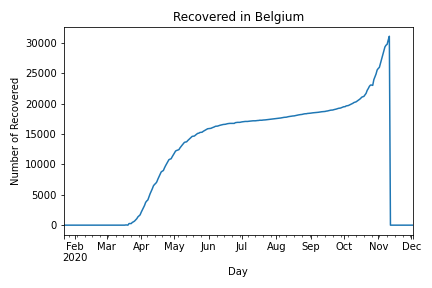 Recovered in Belgium
Number of Recovered
30000
25000
20000
15000
10000
5000
0
Feb Mar Apr May Jun Jul Aug Sep Oct Nov Dec
2020
Day